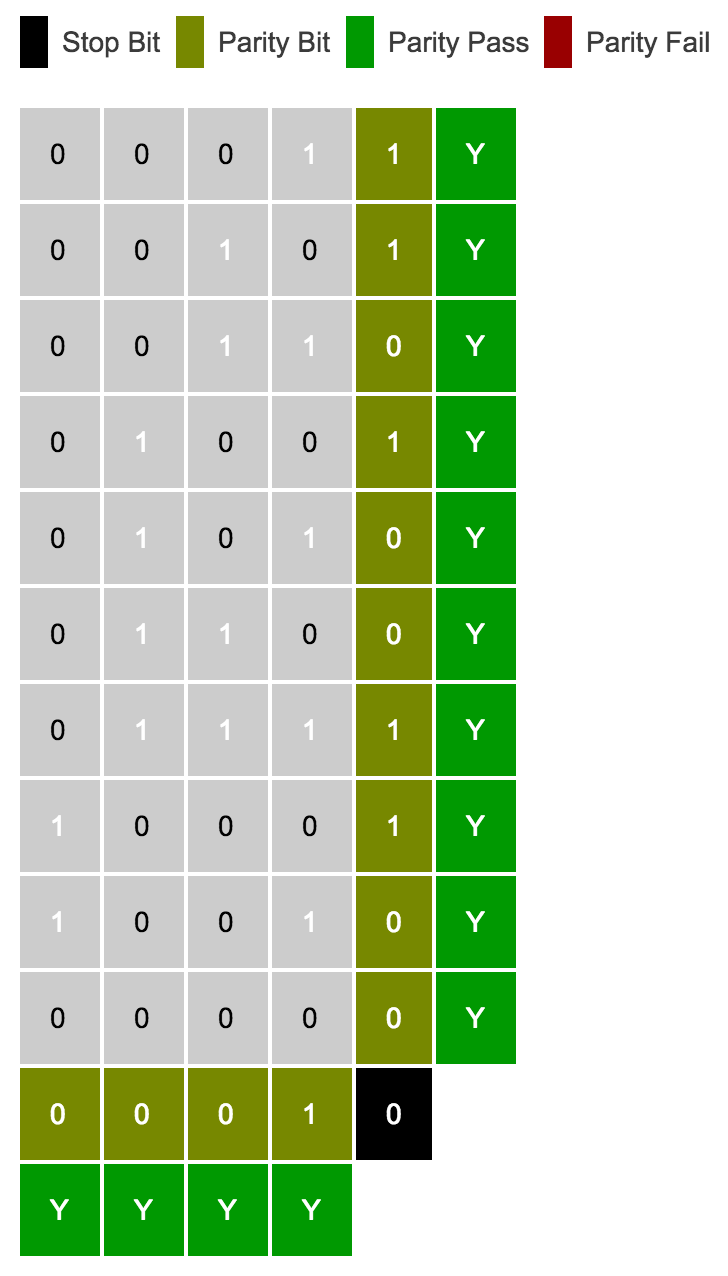 Stop Bit Parity Bit Parity Pass Parity Fail
0 0 0 1 1 Y
0 0 1 0 1 Y
0 0 1 1 0 Y
0 1 0 0 1 Y
0 1 0 1 0 Y
0 1 1 0 0 Y
0 1 1 1 1 Y
1 0 0 0 1 Y
1 0 0 1 0 Y
0 0 0 0 0 Y
0 0 0 1 0
Y Y Y Y